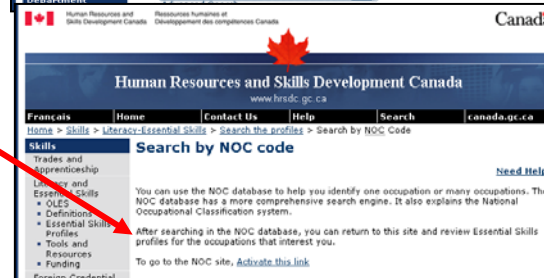 Department
Human Resources and Ressources humaines et
Skills Development Canada Développement des compétences Canada
Canad
Human Resources and Skills Development Canada
www.hrsdc.gc.ca
Français Home Contact Us Help Search canada.gc.ca
Home > Skills > Literacy-Essential Skills > Search the profiles > Search by NOC Code
Skills
Trades and
Apprenticeship
Literacy and
Essential Skills
OLES
Definitions
Essential Skills
Profiles
Tools and
Resources
Funding
Foreign Credential
Search by NOC code
Need Help
You can use the NOC database to help you identify one occupation or many occupations. The
NOC database has a more comprehensive search engine. It also explains the National
Occupational Classification system.
After searching in the NOC database, you can return to this site and review Essential Skills
profiles for the occupations that interest you.
To go to the NOC site, Activate this link